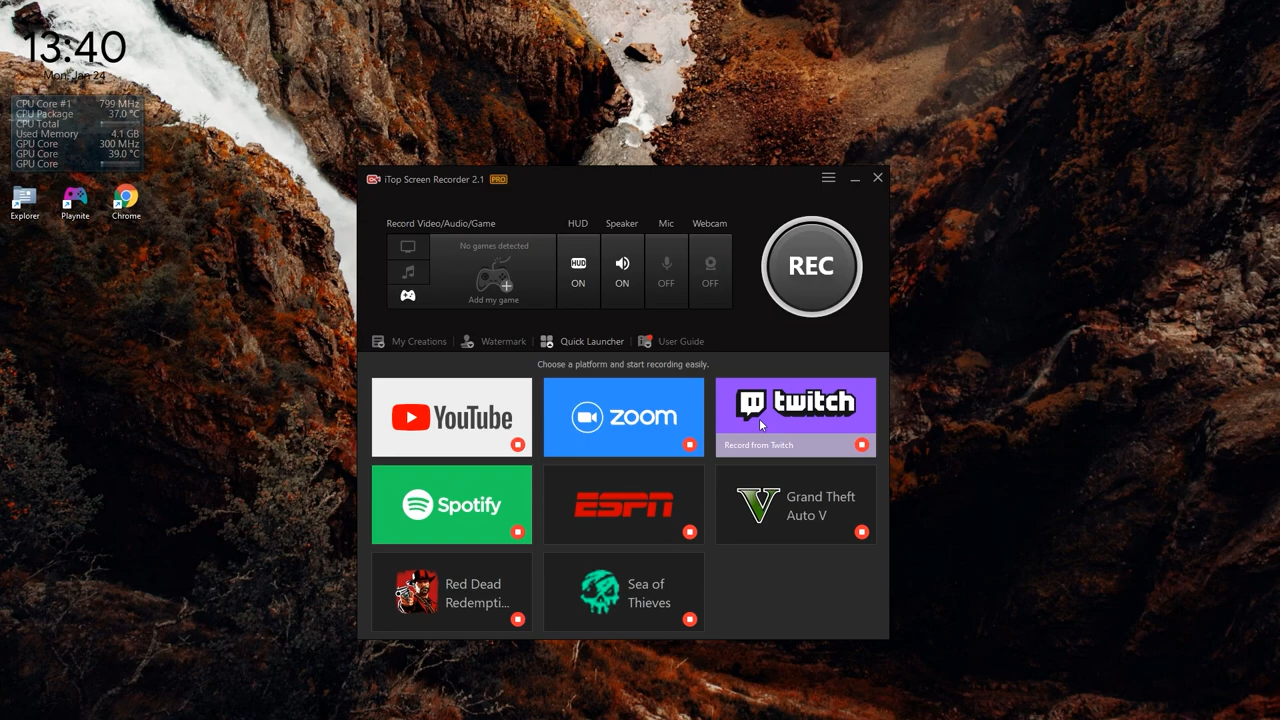 13:40
Mon, Jan 24
CPU Core #1 799 MHz
CPU Package 37.0 °C
CPU Total
Used Memory 4.1 GB
GPU Core 300 MHz
GPU Core 39.0 °C
GPU Core
Explorer
Playnite
Chrome
iTop Screen Recorder 2.1 PRO
Record Video/Audio/Game
HUD
Speaker
Mic
Webcam
No games detected
Add my game
HUD
ON
ON
OFF
OFF
REC
My Creations
Watermark
Quick Launcher
User Guide
Choose a platform and start recording easily.
YouTube
zoom
twitch
Record from Twitch
Spotify
ESPN
V
Grand Theft
Auto V
Red Dead
Redempti...
Sea of
Thieves